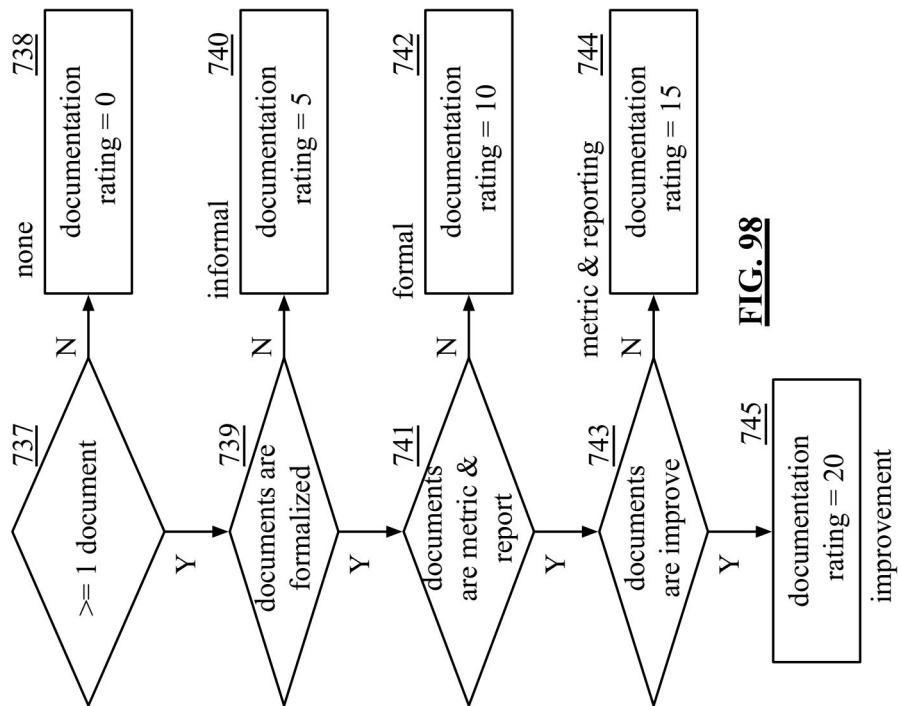 737
>= 1 document
N
none
738
documentation
rating = 0
Y
739
documents are
formalized
N
informal
740
documentation
rating = 5
Y
741
documents
are metric &
report
N
formal
742
documentation
rating = 10
Y
743
documents
are improve
N
metric & reporting
744
documentation
rating = 15
Y
745
documentation
rating = 20
improvement
FIG. 98